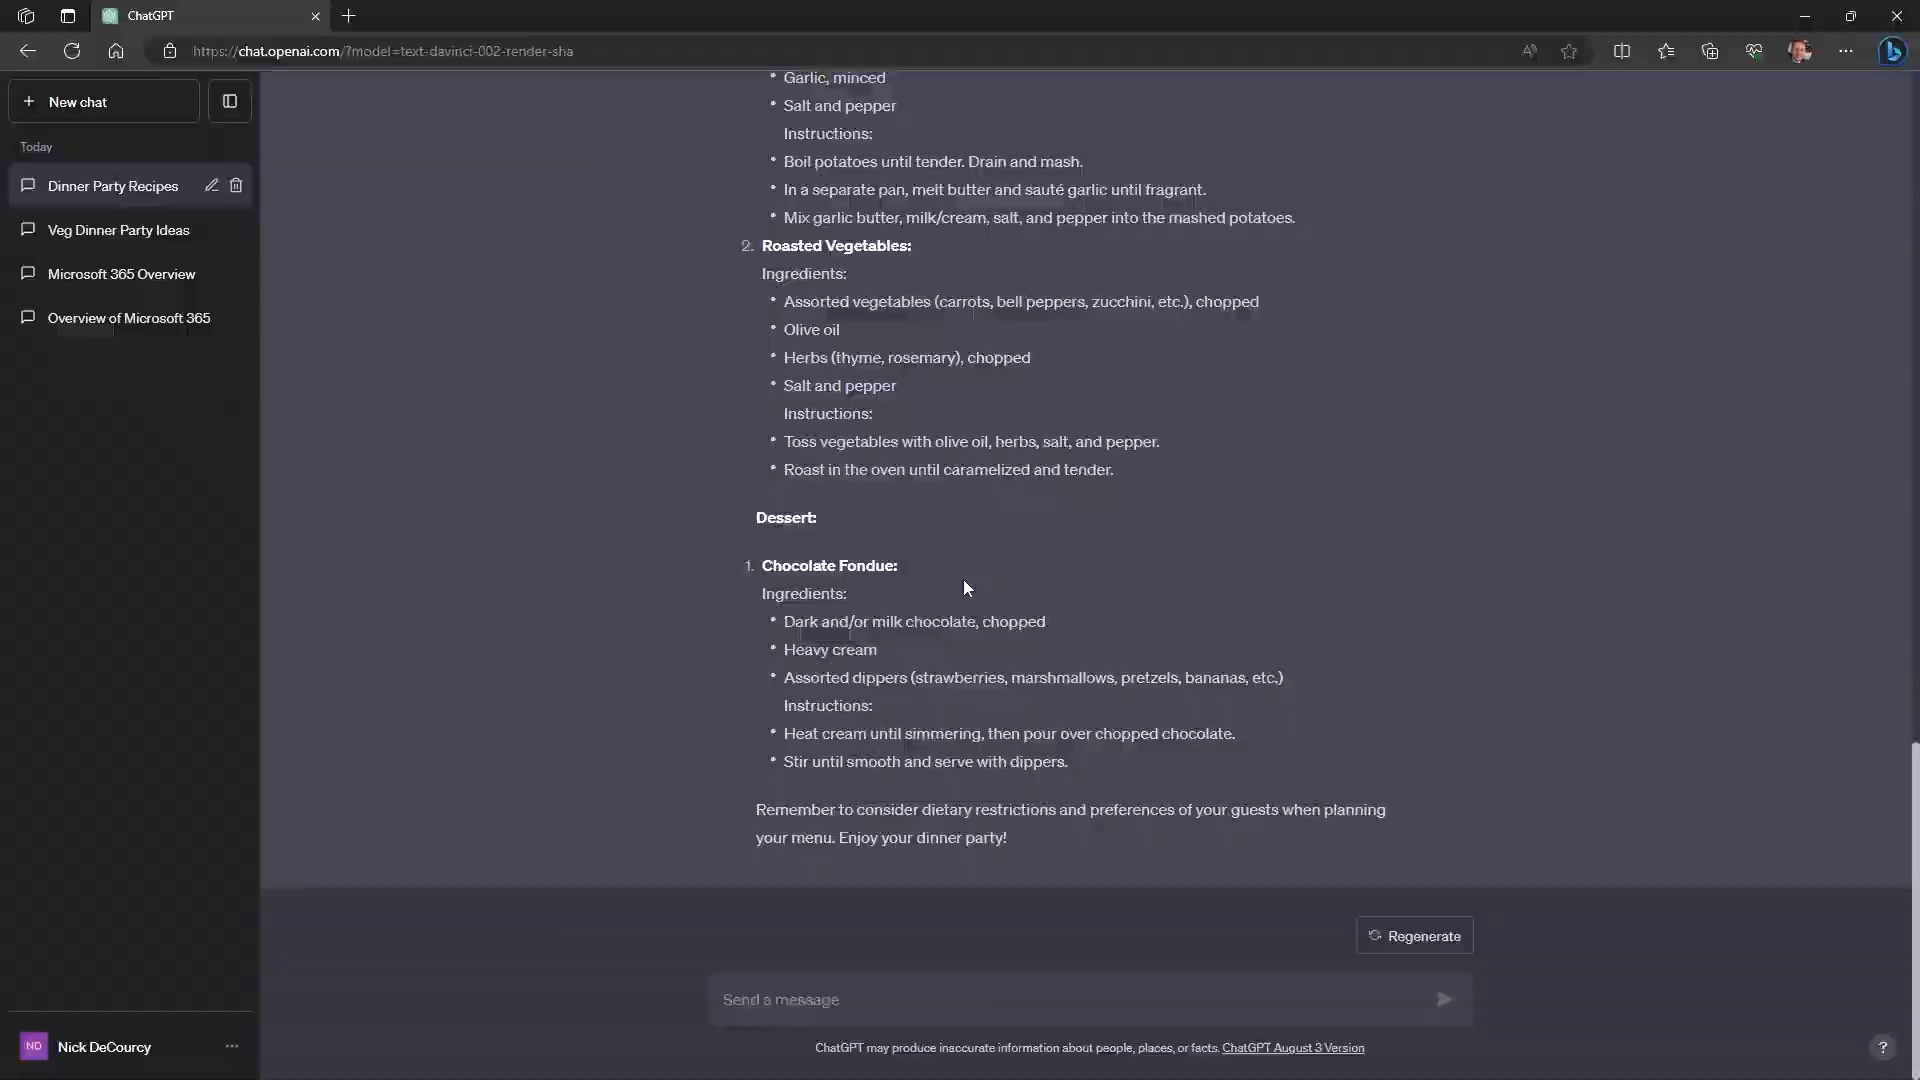 ChatGPT
https://chat.openai.com/?model=text-davinci-002-render-sha
New chat
Today
Dinner Party Recipes
Veg Dinner Party Ideas
Microsoft 365 Overview
Overview of Microsoft 365
ND Nick DeCourcy
• Garlic, minced
• Salt and pepper
Instructions:
• Boil potatoes until tender. Drain and mash.
• In a separate pan, melt butter and sauté garlic until fragrant.
• Mix garlic butter, milk/cream, salt, and pepper into the mashed potatoes.
2. Roasted Vegetables:
Ingredients:
• Assorted vegetables (carrots, bell peppers, zucchini, etc.), chopped
• Olive oil
• Herbs (thyme, rosemary), chopped
• Salt and pepper
Instructions:
• Toss vegetables with olive oil, herbs, salt, and pepper.
• Roast in the oven until caramelized and tender.
Dessert:
1. Chocolate Fondue:
Ingredients:
• Dark and/or milk chocolate, chopped
• Heavy cream
• Assorted dippers (strawberries, marshmallows, pretzels, bananas, etc.)
Instructions:
• Heat cream until simmering, then pour over chopped chocolate.
• Stir until smooth and serve with dippers.
Remember to consider dietary restrictions and preferences of your guests when planning
your menu. Enjoy your dinner party!
Regenerate
Send a message
ChatGPT may produce inaccurate information about people, places, or facts. ChatGPT August 3 Version
?